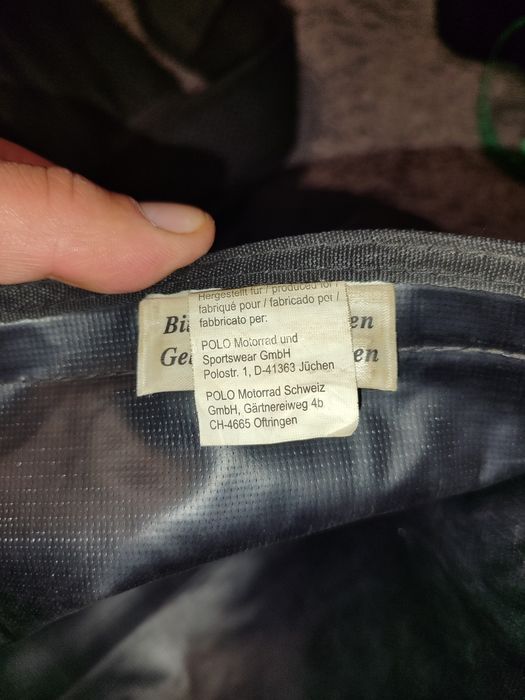 Hergestellt für / produced for /
fabriqué pour / fabricado per /
fabbricato per:
POLO Motorrad und
Sportswear GmbH
Polostr. 1, D-41363 Jüchen
POLO Motorrad Schweiz
GmbH, Gärtnereiweg 4b
CH-4665 Oftringen